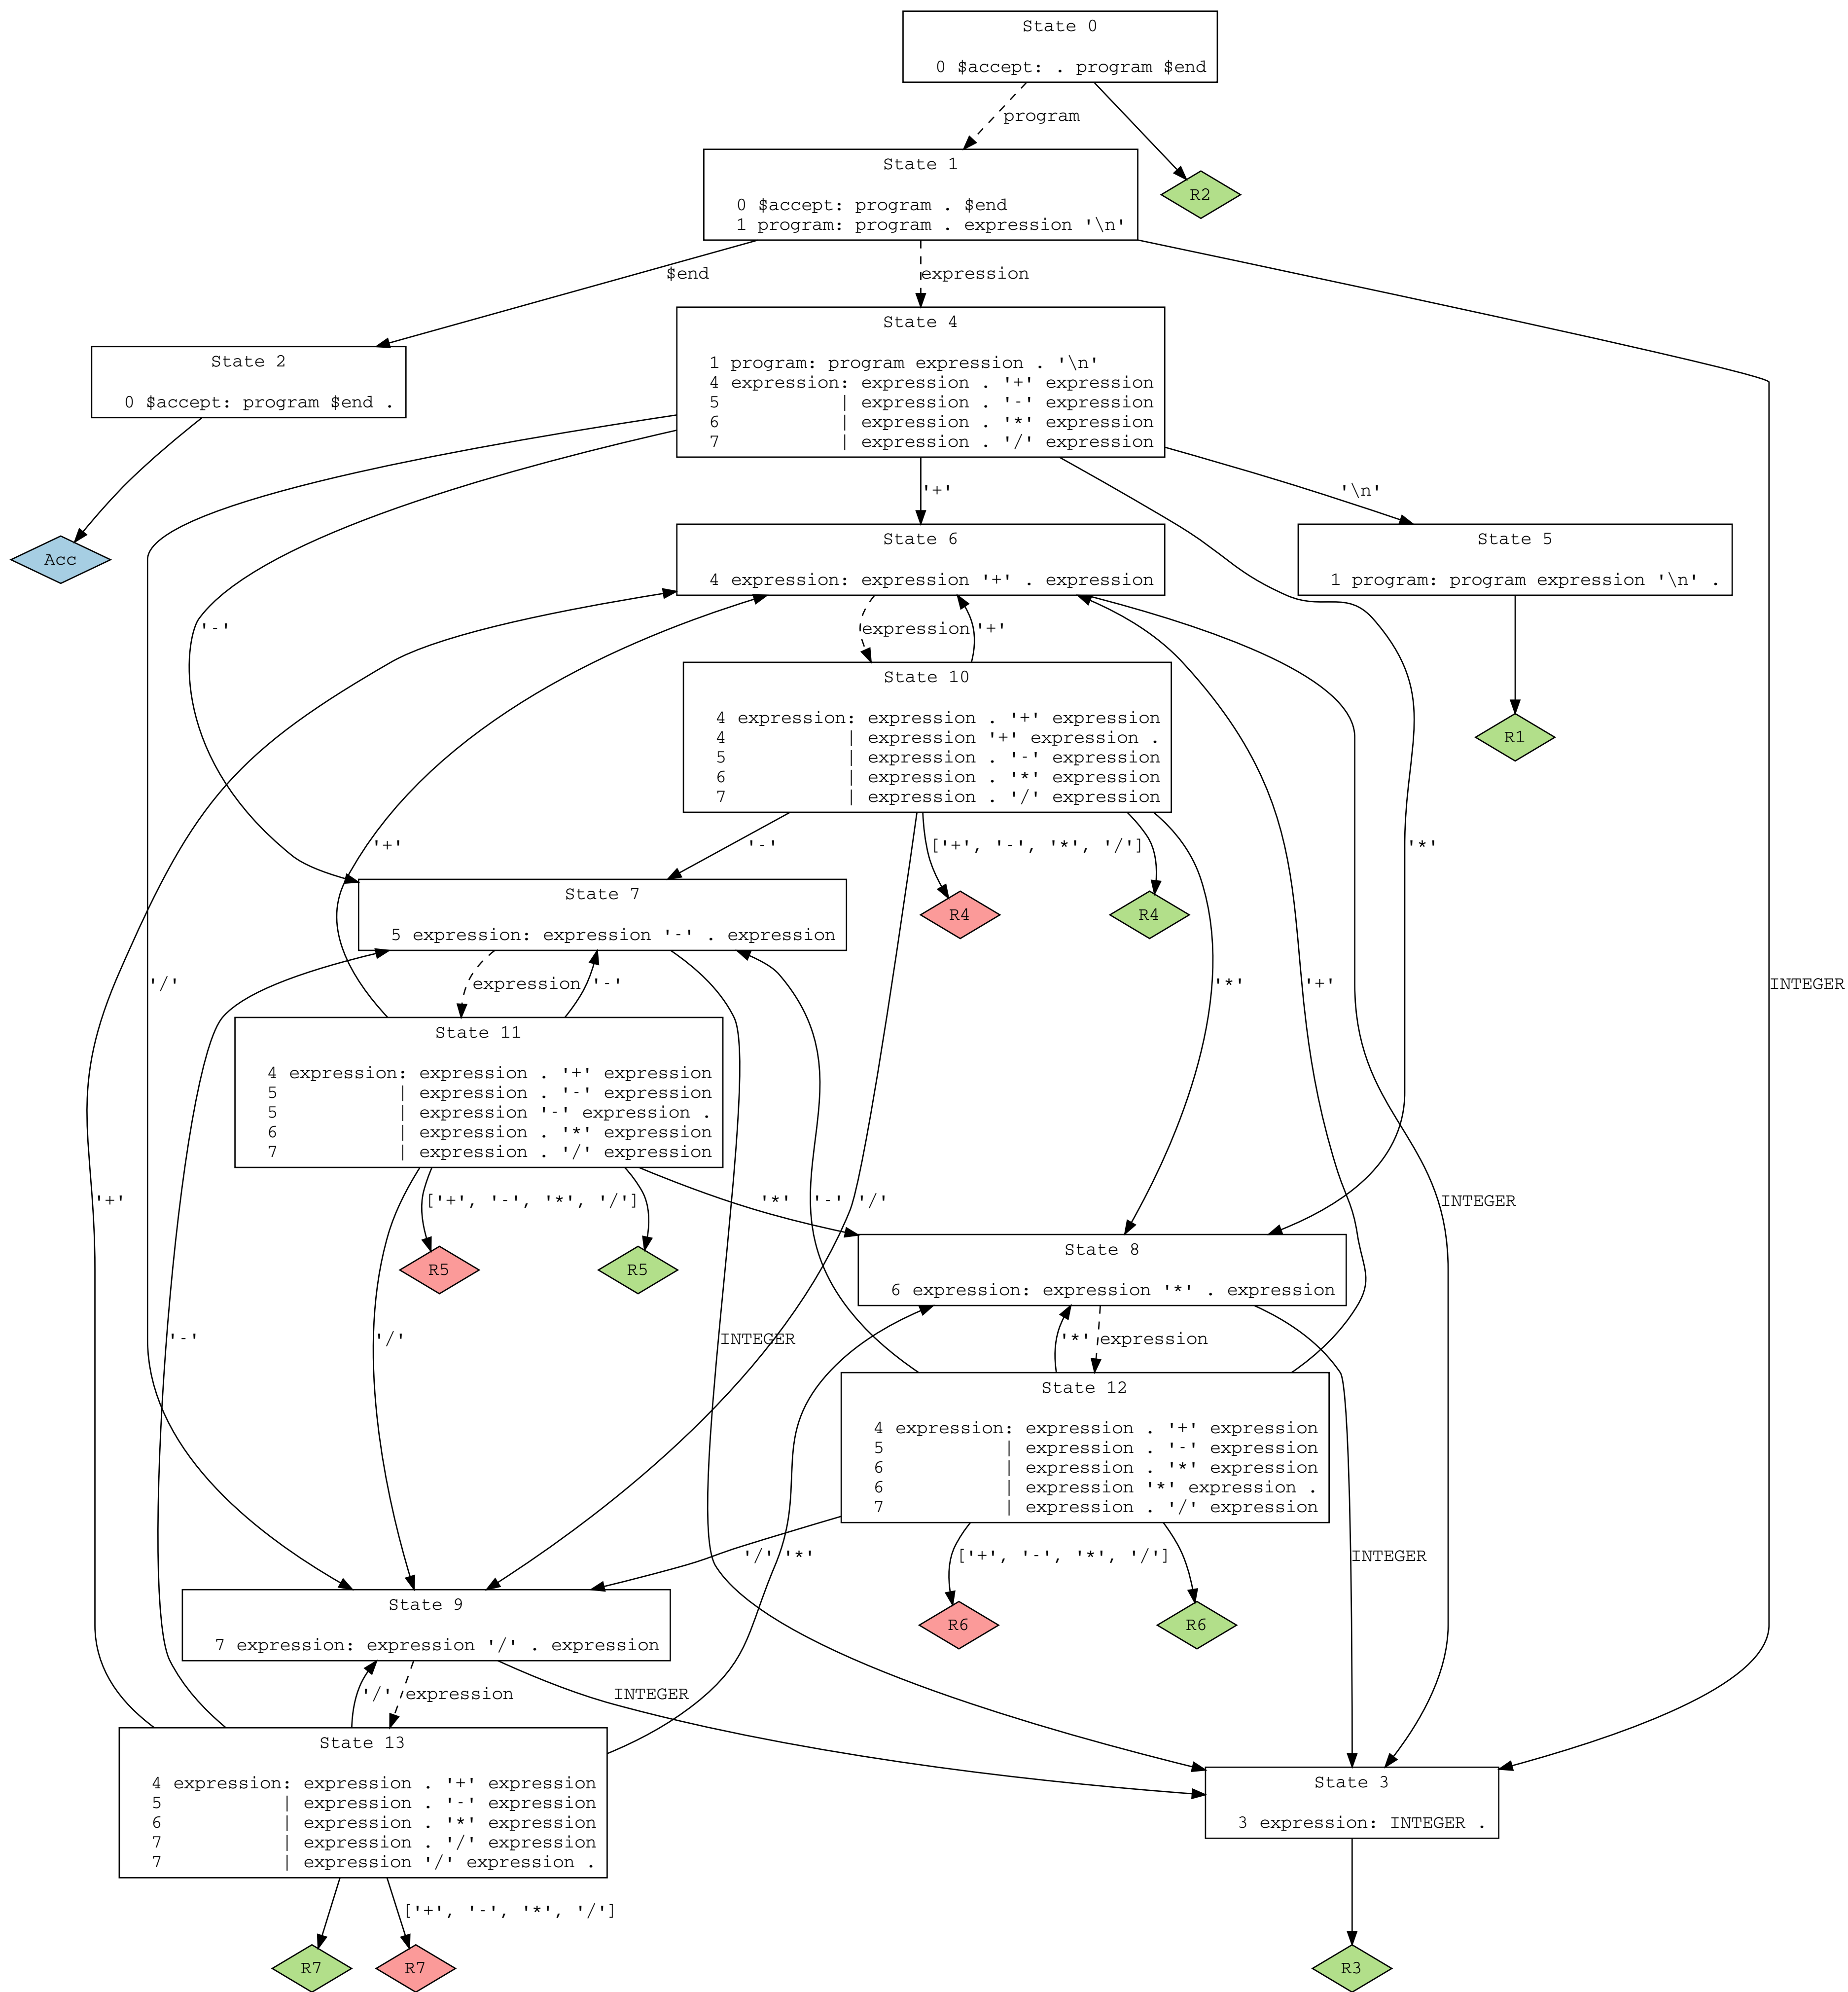 State 0
0 $accept: . program $end
program
State 1
0 $accept: program . $end
1 program: program . expression '\n'
R2
$end
expression
State 4
1 program: program expression . '\n'
4 expression: expression . '+' expression
5 | expression . '-' expression
6 | expression . '*' expression
7 | expression . '/' expression
State 2
0 $accept: program $end .
'+'
'\n'
Acc
State 6
4 expression: expression '+' . expression
State 5
1 program: program expression '\n' .
'-'
expression
'+'
State 10
4 expression: expression . '+' expression
4 | expression '+' expression .
5 | expression . '-' expression
6 | expression . '*' expression
7 | expression . '/' expression
R1
'+'
'-'
['+', '-', '*', '/']
'*'
State 7
5 expression: expression '-' . expression
R4
R4
'/'
expression
'-'
'*'
'+'
INTEGER
State 11
4 expression: expression . '+' expression
5 | expression . '-' expression
5 | expression '-' expression .
6 | expression . '*' expression
7 | expression . '/' expression
'+'
['+', '-', '*', '/']
'*'
'-'
'/'
INTEGER
R5
R5
State 8
6 expression: expression '*' . expression
'-'
'/'
INTEGER
'*'
expression
State 12
4 expression: expression . '+' expression
5 | expression . '-' expression
6 | expression . '*' expression
6 | expression '*' expression .
7 | expression . '/' expression
'/'
'*'
['+', '-', '*', '/']
INTEGER
State 9
7 expression: expression '/' . expression
R6
R6
'/'
expression
INTEGER
State 13
4 expression: expression . '+' expression
5 | expression . '-' expression
6 | expression . '*' expression
7 | expression . '/' expression
7 | expression '/' expression .
State 3
3 expression: INTEGER .
['+', '-', '*', '/']
R7
R7
R3